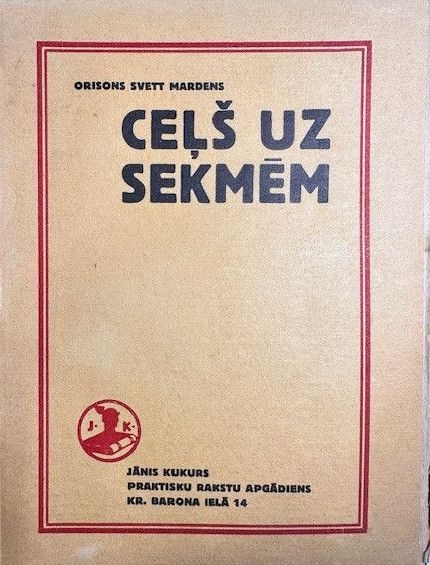 ORISONS SVETT MARDENS
CEĻŠ UZ
SEKMĒM
J. K.
JĀNIS KUKURS
PRAKTISKU RAKSTU APGĀDIENS
KR. BARONA IELĀ 14